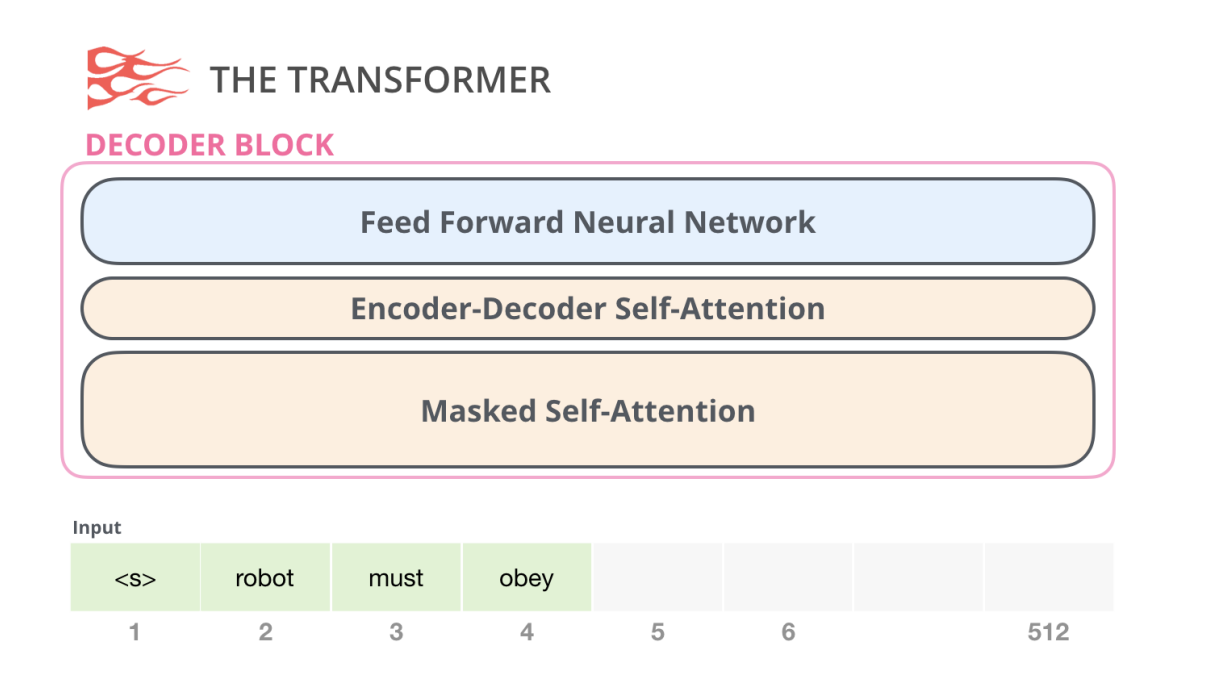 THE TRANSFORMER
DECODER BLOCK
Feed Forward Neural Network
Encoder-Decoder Self-Attention
Masked Self-Attention
Input
<s> robot must obey
1 2 3 4 5 6 512